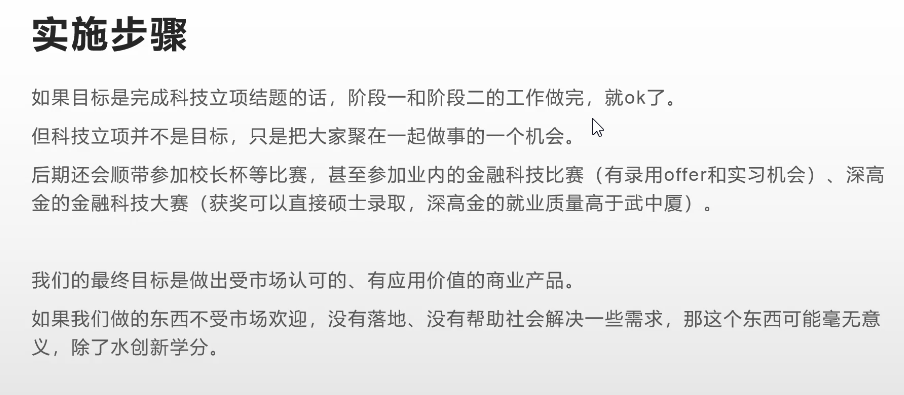 实施步骤
如果目标是完成科技立项结题的话，阶段一和阶段二的工作做完，就ok了。
但科技立项并不是目标，只是把大家聚在一起做事的一个机会。
后期还会顺带参加校长杯等比赛，甚至参加业内的金融科技比赛（有录用offer和实习机会）、深高
金的金融科技大赛（获奖可以直接硕士录取，深高金的就业质量高于武中厦）。
我们的最终目标是做出受市场认可的、有应用价值的商业产品。
如果我们做的东西不受市场欢迎，没有落地、没有帮助社会解决一些需求，那这个东西可能毫无意
义，除了水创新学分。